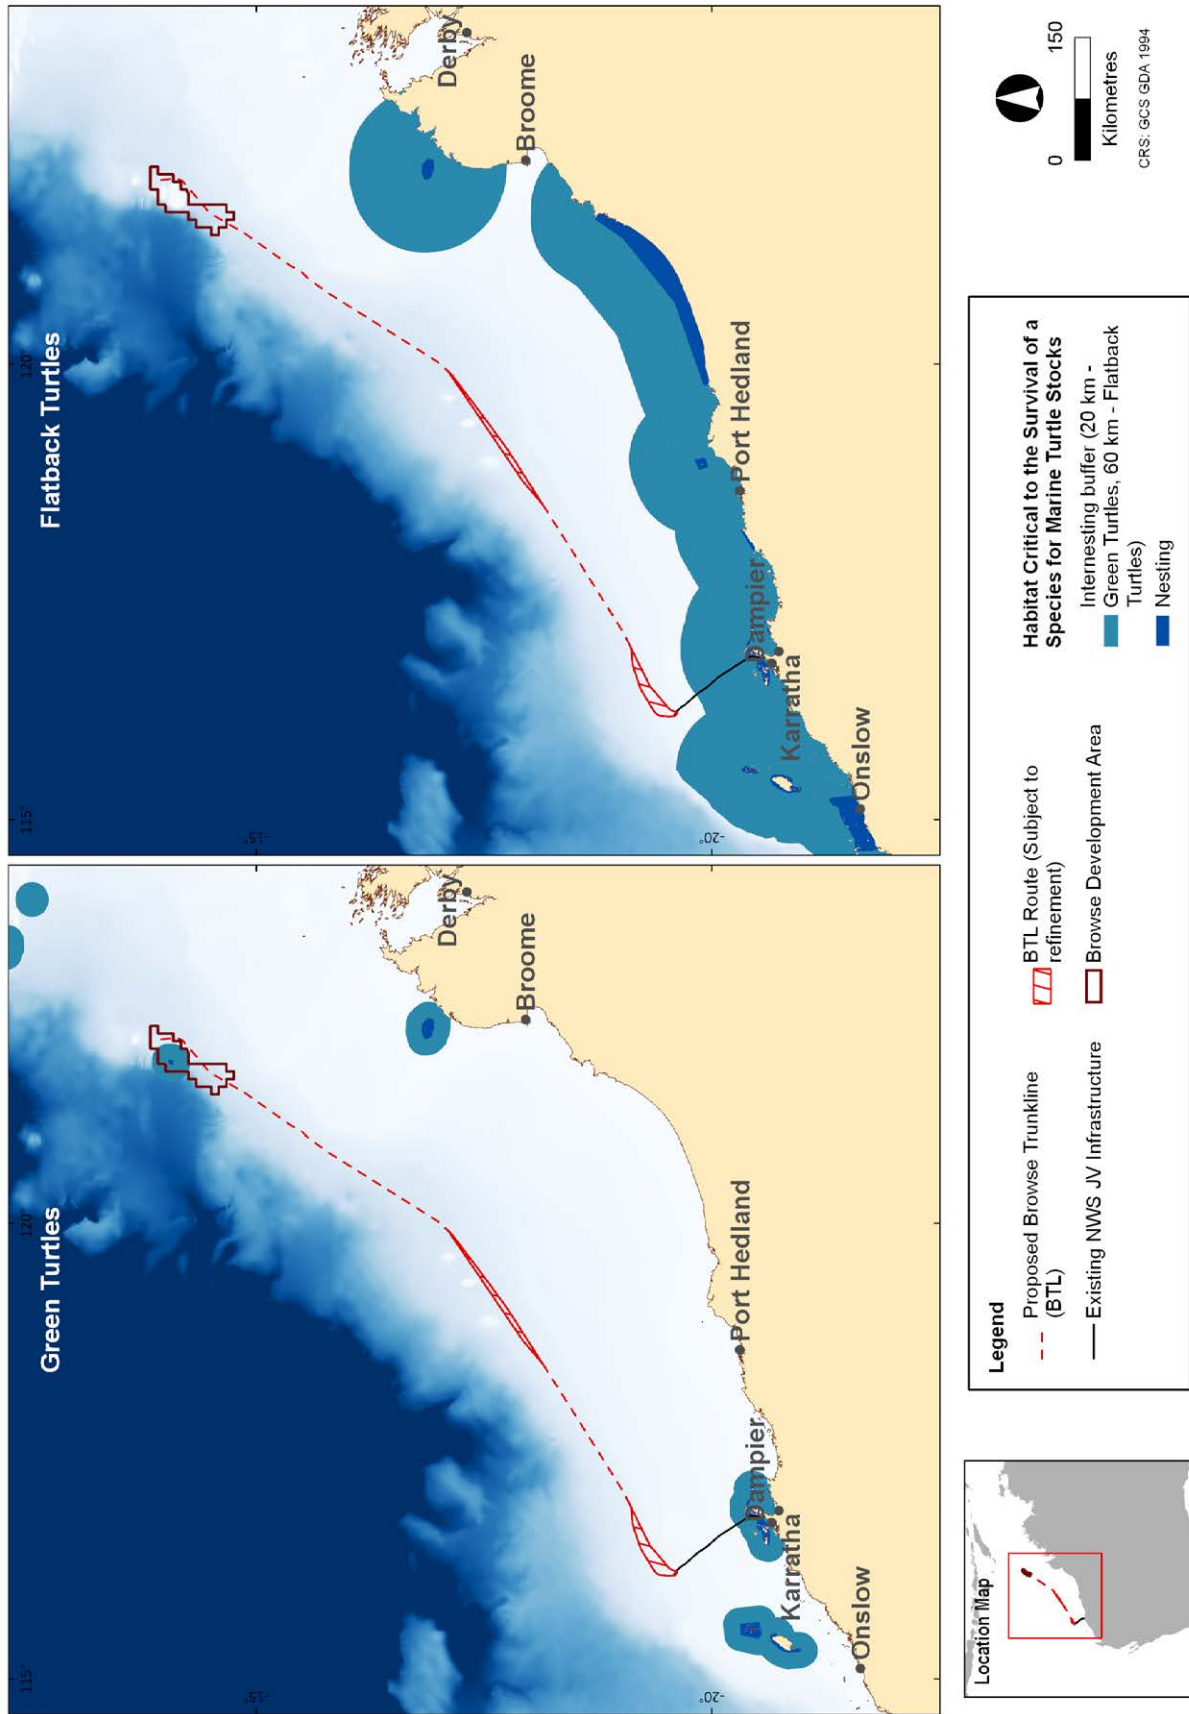 Green Turtles
115°
120°
-15°
-20°
Derby
Broome
Port Hedland
Dampier
Karratha
Onslow
Flatback Turtles
115°
120°
-15°
-20°
Derby
Broome
Port Hedland
Dampier
Karratha
Onslow
Location Map
Legend
Proposed Browse Trunkline
(BTL)
Existing NWS JV Infrastructure
BTL Route (Subject to
refinement)
Browse Development Area
Habitat Critical to the Survival of a
Species for Marine Turtle Stocks
Internesting buffer (20 km -
Green Turtles, 60 km - Flatback
Turtles)
Nesting
0 150
Kilometres
CRS: GCS GDA 1994